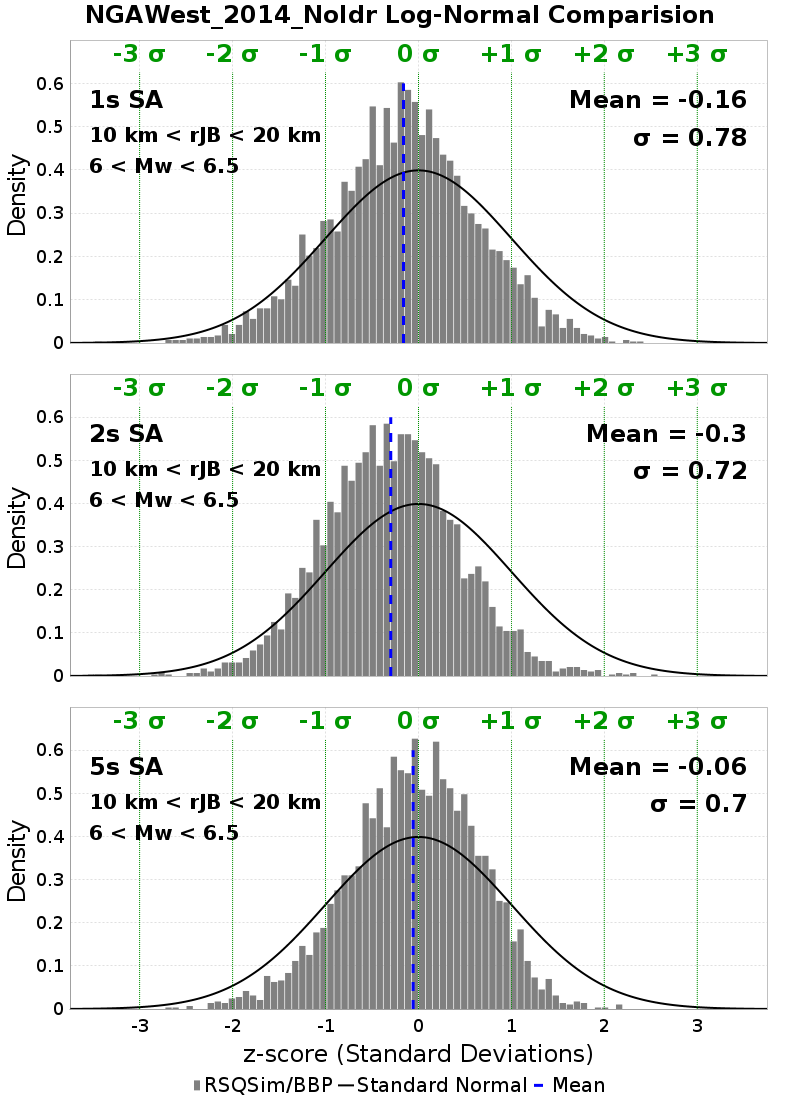 NGAWest_2014_NoIdr Log-Normal Comparision
-3 σ -2 σ -1 σ 0 σ +1 σ +2 σ +3 σ
1s SA
Mean = -0.16
10 km < rJB < 20 km
σ = 0.78
6 < Mw < 6.5
Density
0.6
0.5
0.4
0.3
0.2
0.1
0
-3 σ -2 σ -1 σ 0 σ +1 σ +2 σ +3 σ
2s SA
Mean = -0.3
10 km < rJB < 20 km
σ = 0.72
6 < Mw < 6.5
Density
0.6
0.5
0.4
0.3
0.2
0.1
0
-3 σ -2 σ -1 σ 0 σ +1 σ +2 σ +3 σ
5s SA
Mean = -0.06
10 km < rJB < 20 km
σ = 0.7
6 < Mw < 6.5
Density
0.6
0.5
0.4
0.3
0.2
0.1
0
-3 -2 -1 0 1 2 3
z-score (Standard Deviations)
RSQSim/BBP Standard Normal Mean